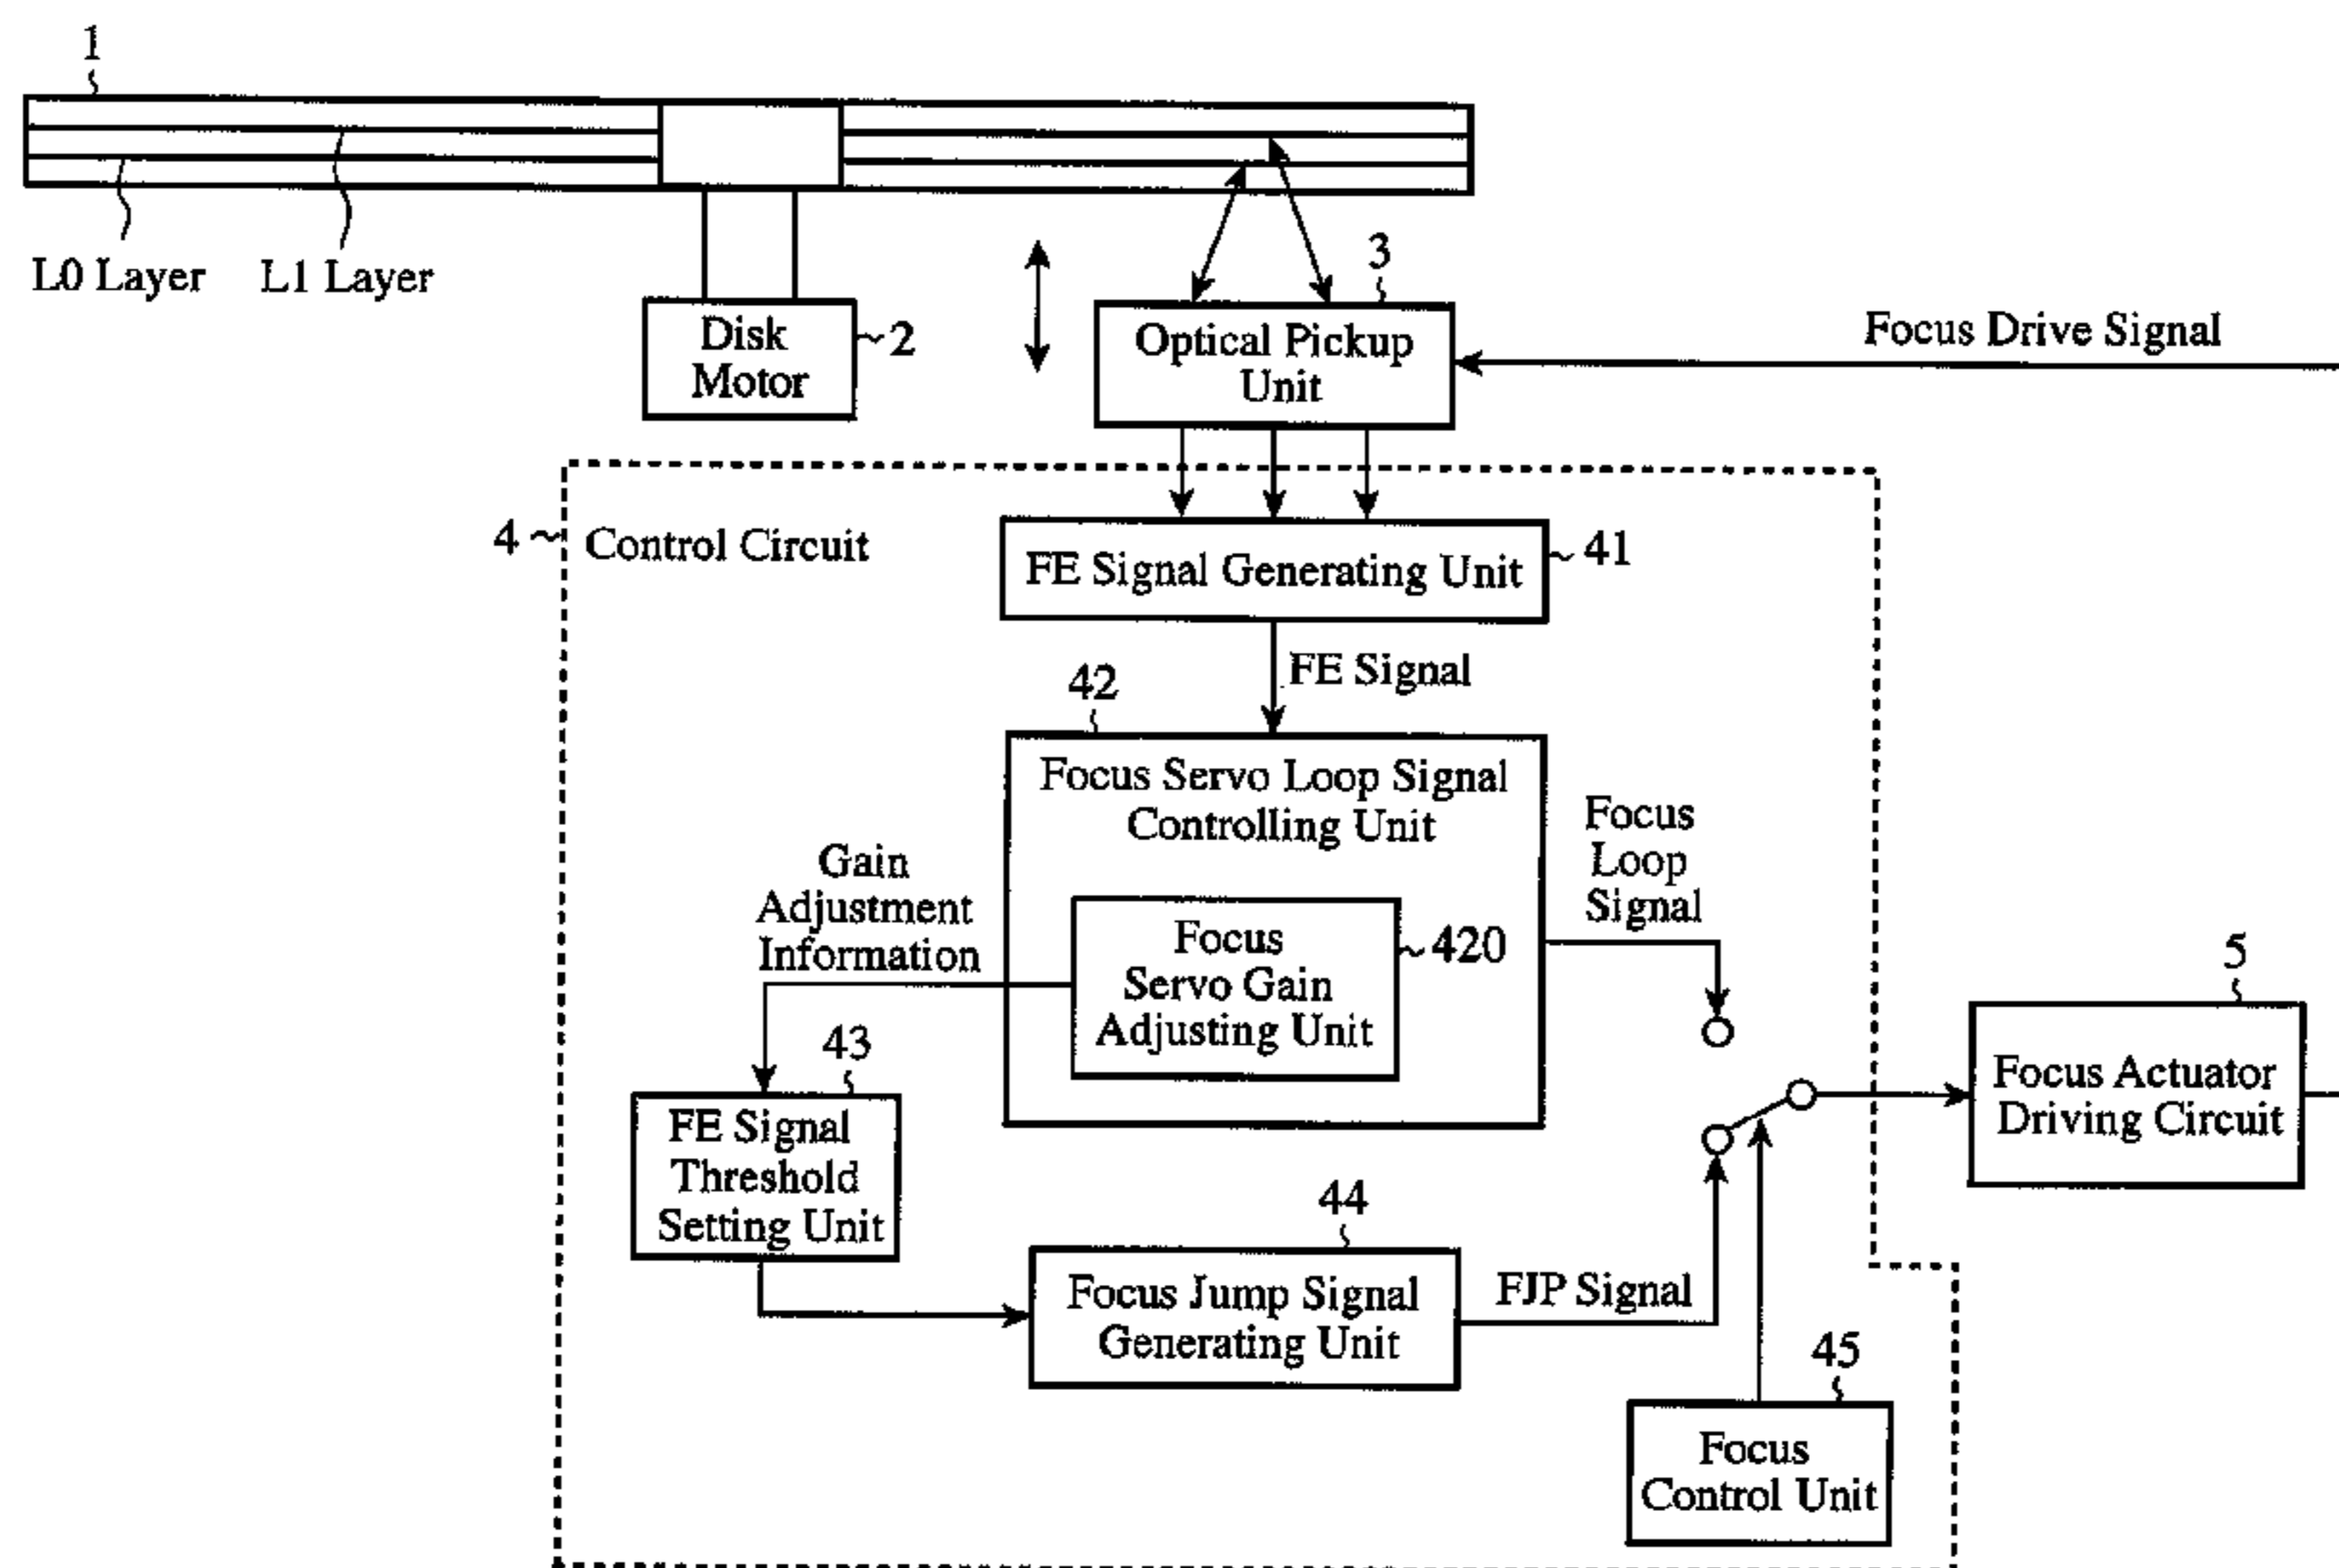 1
L0 Layer
L1 Layer
Disk
Motor
2
3
Optical Pickup
Unit
Focus Drive Signal
4
Control Circuit
FE Signal Generating Unit
41
FE Signal
42
Focus Servo Loop Signal
Controlling Unit
Focus
Loop
Signal
Gain
Adjustment
Information
Focus
Servo Gain
Adjusting Unit
420
5
Focus Actuator
Driving Circuit
43
FE Signal
Threshold
Setting Unit
44
Focus Jump Signal
Generating Unit
FJP Signal
45
Focus
Control Unit